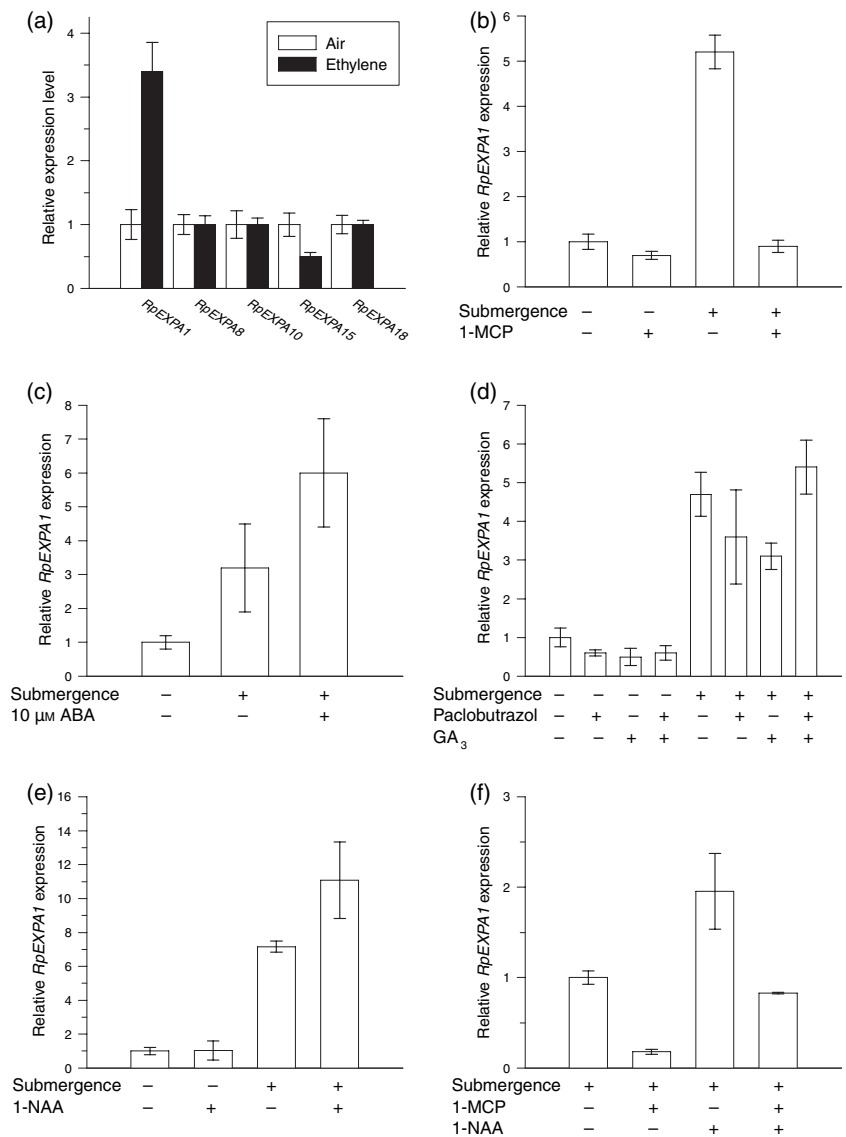 (a)
Relative expression level
4
3
2
1
0
Air
Ethylene
RpEXPA1
RpEXPA8
RpEXPA10
RpEXPA15
RpEXPA18
(b)
Relative RpEXPA1 expression
6
5
4
3
2
1
0
Submergence – – + +
1-MCP – + – +
(c)
Relative RpEXPA1 expression
8
7
6
5
4
3
2
1
0
Submergence – + +
10 μM ABA – – +
(d)
Relative RpEXPA1 expression
7
6
5
4
3
2
1
0
Submergence – – – – + + + +
Paclobutrazol – + – + – + – +
GA3 – – + + – – + +
(e)
Relative RpEXPA1 expression
16
14
12
10
8
6
4
2
0
Submergence – – + +
1-NAA – + – +
(f)
Relative RpEXPA1 expression
3
2
1
0
Submergence + + + +
1-MCP – + – +
1-NAA – – + +